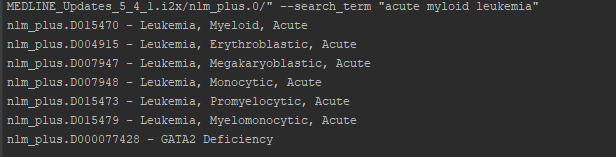 MEDLINE_Updates_5_4_1.i2x/nlm_plus.0/" --search_term "acute myloid leukemia"
nlm_plus.D015470 - Leukemia, Myeloid, Acute
nlm_plus.D004915 - Leukemia, Erythroblastic, Acute
nlm_plus.D007947 - Leukemia, Megakaryoblastic, Acute
nlm_plus.D007948 - Leukemia, Monocytic, Acute
nlm_plus.D015473 - Leukemia, Promyelocytic, Acute
nlm_plus.D015479 - Leukemia, Myelomonocytic, Acute
nlm_plus.D000077428 - GATA2 Deficiency